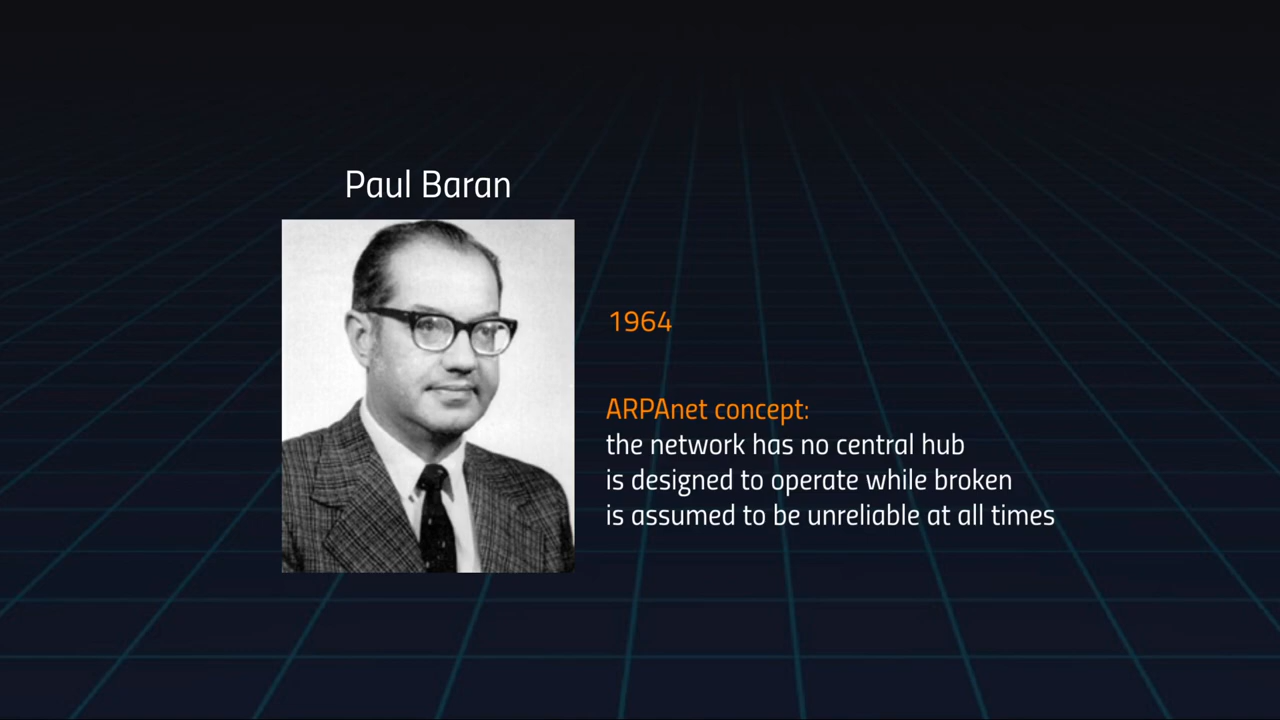 Paul Baran
1964
ARPAnet concept:
the network has no central hub
is designed to operate while broken
is assumed to be unreliable at all times